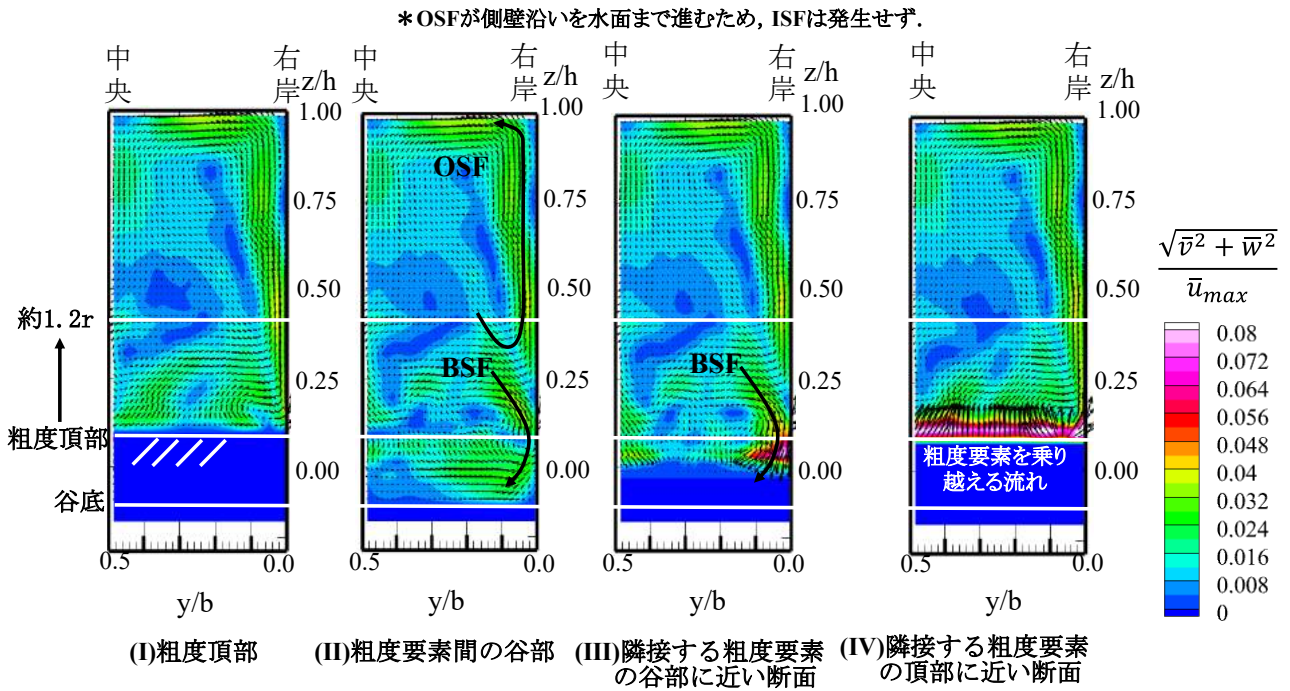 ＊OSFが側壁沿いを水面まで進むため, ISFは発生せず.
中央
右岸
z/h
1.00
0.75
0.50
0.25
0.00
約1.2r
粗度頂部
谷底
0.5
0.0
y/b
(I)粗度頂部
中央
右岸
z/h
1.00
0.75
0.50
0.25
0.00
OSF
BSF
0.5
0.0
y/b
(II)粗度要素間の谷部
中央
右岸
z/h
1.00
0.75
0.50
0.25
0.00
BSF
0.5
0.0
y/b
(III)隣接する粗度要素
の谷部に近い断面
中央
右岸
z/h
1.00
0.75
0.50
0.25
0.00
粗度要素を乗り
越える流れ
0.5
0.0
y/b
(IV)隣接する粗度要素
の頂部に近い断面
√(v̅² + w̅²)
u̅max
0.08
0.072
0.064
0.056
0.048
0.04
0.032
0.024
0.016
0.008
0